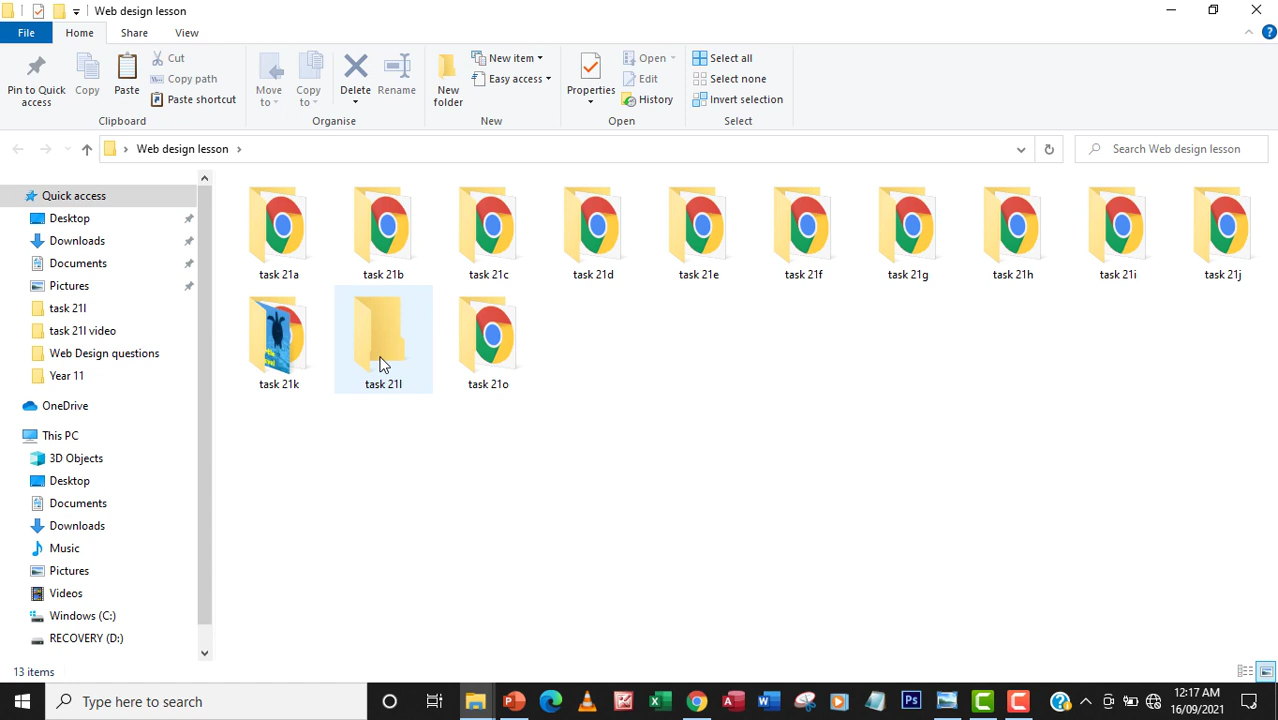 Web design lesson
File Home Share View
Pin to Quick access
Copy
Paste
Cut
Copy path
Paste shortcut
Clipboard
Move to
Copy to
Delete
Rename
Organise
New folder
New item
Easy access
New
Properties
Open
Edit
History
Open
Select all
Select none
Invert selection
Select
Web design lesson
Search Web design lesson
Quick access
Desktop
Downloads
Documents
Pictures
task 21l
task 21l video
Web Design questions
Year 11
OneDrive
This PC
3D Objects
Desktop
Documents
Downloads
Music
Pictures
Videos
Windows (C:)
RECOVERY (D:)
task 21a task 21b task 21c task 21d task 21e task 21f task 21g task 21h task 21i task 21j
task 21k task 21l task 21o
13 items
Type here to search
Ps
12:17 AM
16/09/2021